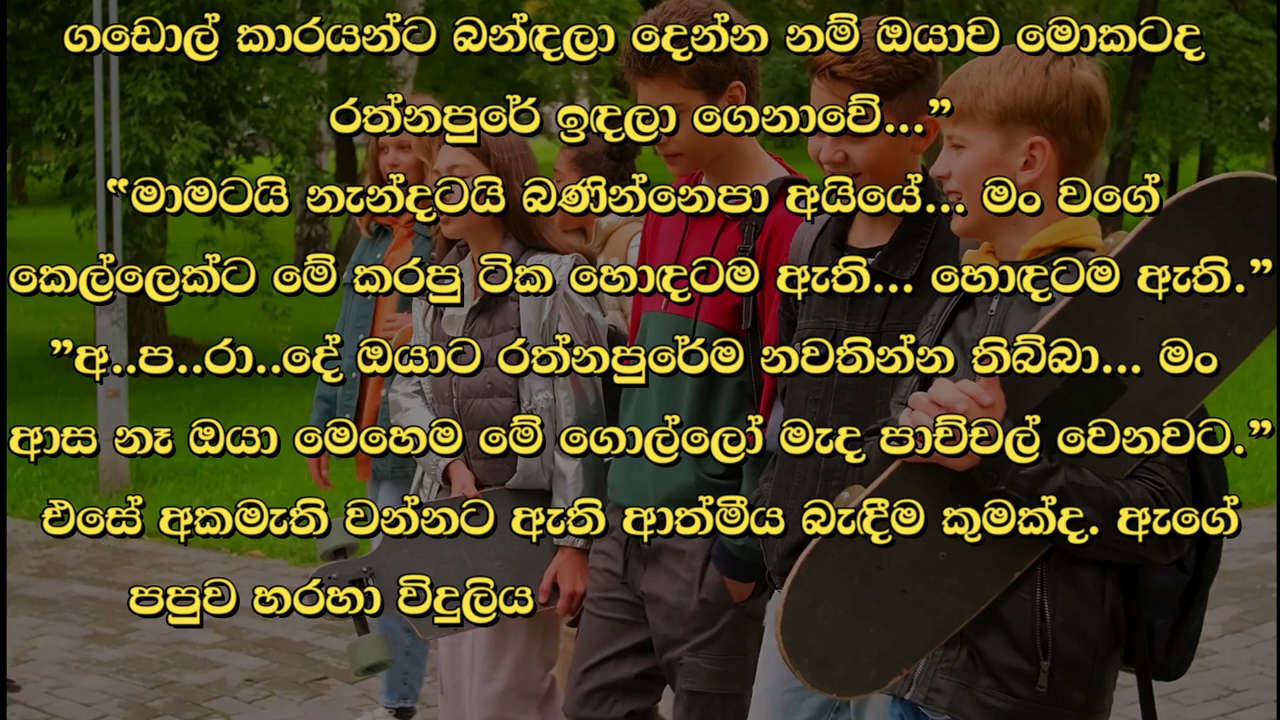 ගඩොල් කාරයන්ට බන්ඳලා දෙන්න නම් ඔයාව මොකටද
රත්නපුරේ ඉඳලා ගෙනාවේ...”
“මාමටයි නැන්දටයි බණින්නෙපා අයියේ... මං වගේ
කෙල්ලෙක්ට මේ කරපු ටික හොඳටම ඇති... හොඳටම ඇති.”
”අ..ප..රා..දේ ඔයාට රත්නපුරේම නවතින්න තිබ්බා... මං
ආස නෑ ඔයා මෙහෙම මේ ගොල්ලෝ මැද පාච්චල් වෙනවට.”
එසේ අකමැති වන්නට ඇති ආත්මීය බැඳීම කුමක්ද. ඇගේ
පපුව හරහා විදුලිය